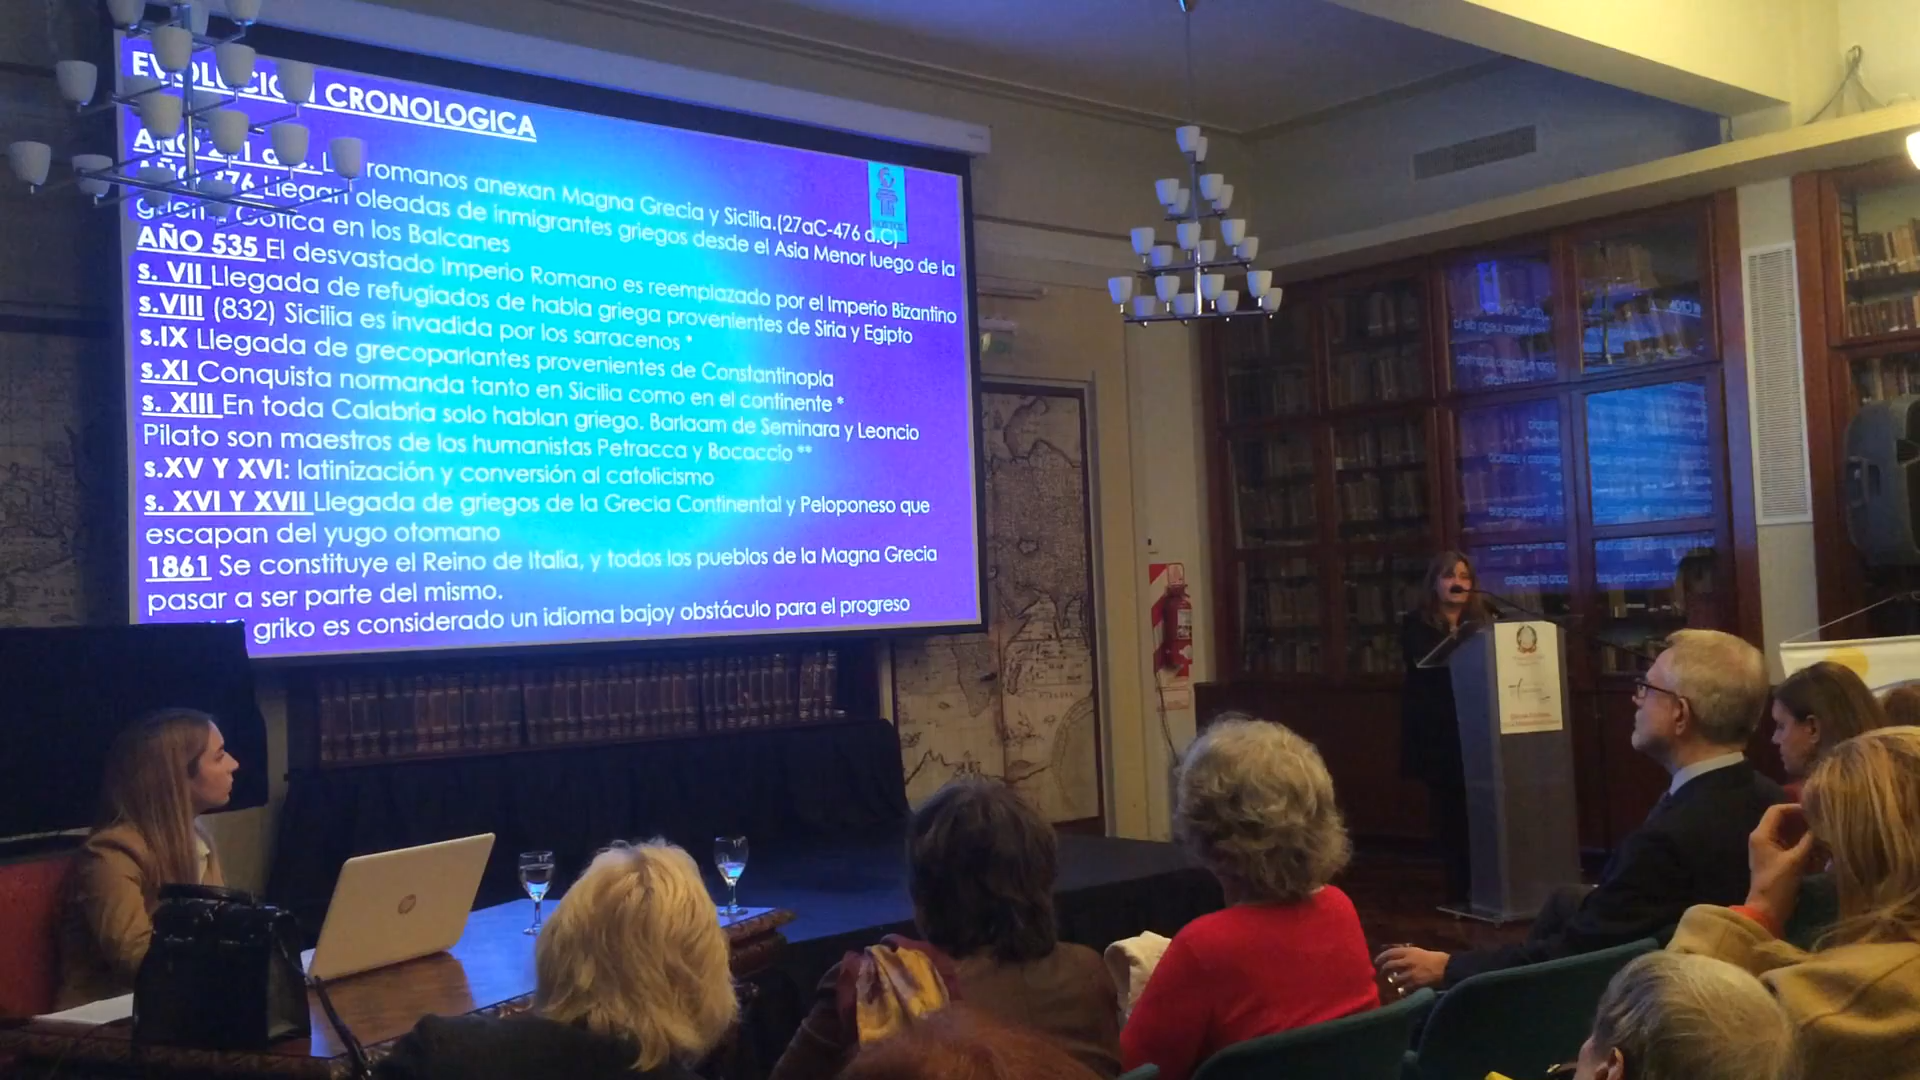 CRONOLOGICA
AÑO romanos anexan Magna Grecia y Sicilia.(27aC-476 d.C)
Llegan oleadas de inmigrantes griegos desde el Asia Menor luego de la
Gótica en los Balcanes
AÑO 535 El desvastado Imperio Romano es reemplazado por el Imperio Bizantino
s. VII Llegada de refugiados de habla griega provenientes de Siria y Egipto
s.VIII (832) Sicilia es invadida por los sarracenos *
s.IX Llegada de grecoparlantes provenientes de Constantinopla
s.XI Conquista normanda tanto en Sicilia como en el continente *
s. XIII En toda Calabria solo hablan griego. Barlaam de Seminara y Leoncio
Pilato son maestros de los humanistas Petracca y Bocaccio **
s.XV Y XVI: latinización y conversión al catolicismo
s. XVI Y XVII Llegada de griegos de la Grecia Continental y Peloponeso que
escapan del yugo otomano
1861 Se constituye el Reino de Italia, y todos los pueblos de la Magna Grecia
pasar a ser parte del mismo.
griko es considerado un idioma bajoy obstáculo para el progreso
hp